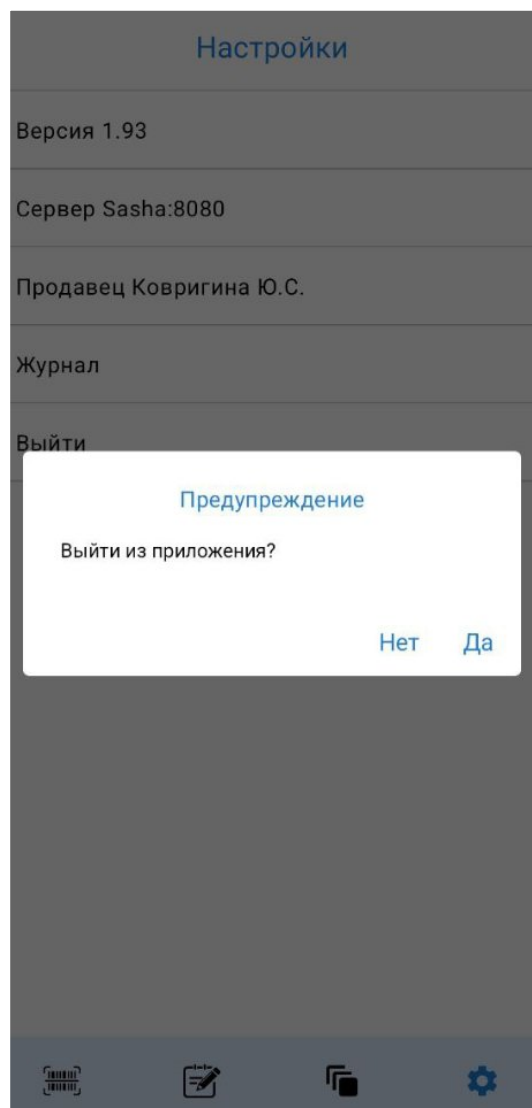 Настройки
Версия 1.93
Сервер Sasha:8080
Продавец Ковригина Ю.С.
Журнал
Выйти
Предупреждение
Выйти из приложения?
Нет Да